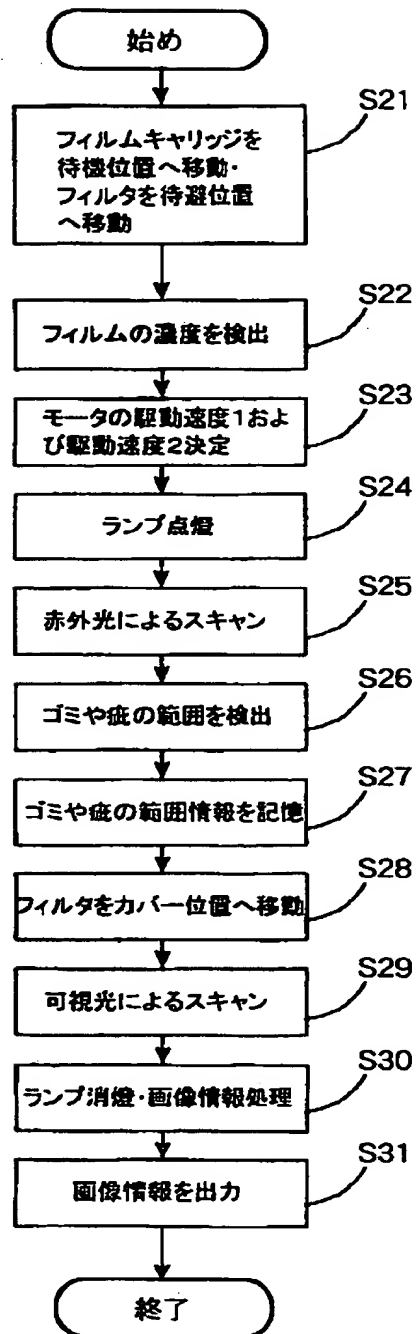 始め
S21
フィルムキャリッジを
待機位置へ移動・
フィルタを待避位置
へ移動
S22
フィルムの濃度を検出
S23
モータの駆動速度1およ
び駆動速度2決定
S24
ランプ点燈
S25
赤外光によるスキャン
S26
ゴミや疵の範囲を検出
S27
ゴミや疵の範囲情報を記憶
S28
フィルタをカバー位置へ移動
S29
可視光によるスキャン
S30
ランプ消燈・画像情報処理
S31
画像情報を出力
終了